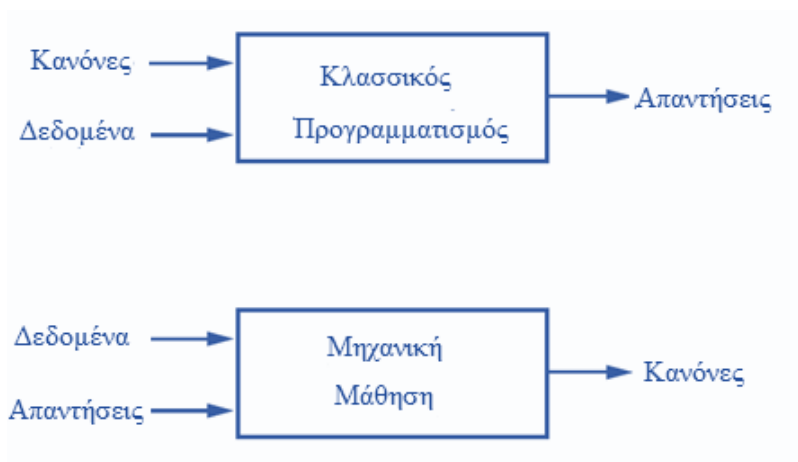 Κανόνες
Δεδομένα
Κλασσικός
Προγραμματισμός
Απαντήσεις
Δεδομένα
Απαντήσεις
Μηχανική
Μάθηση
Κανόνες